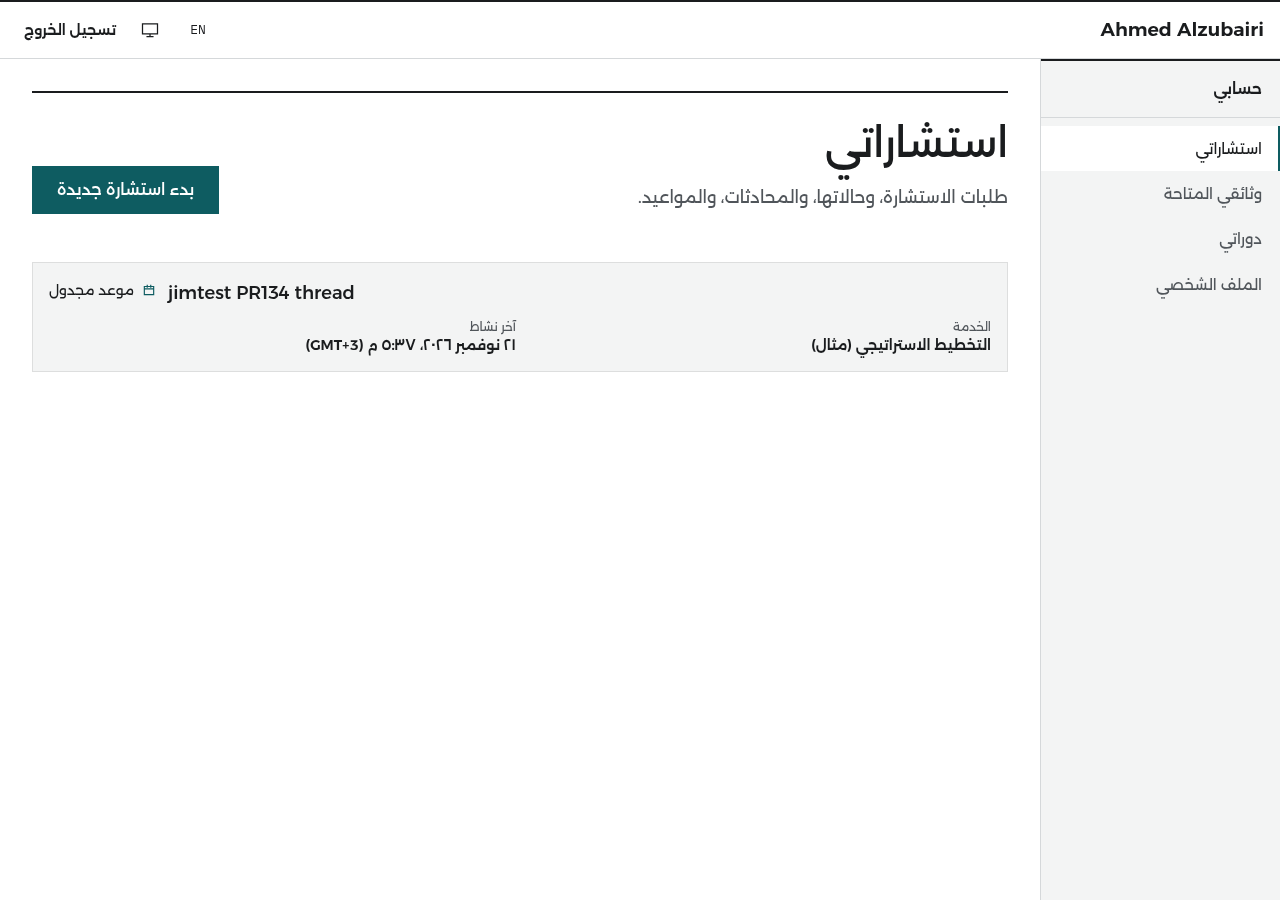 Ahmed Alzubairi
EN
تسجيل الخروج
حسابي
استشاراتي
وثائقي المتاحة
دوراتي
الملف الشخصي
استشاراتي
طلبات الاستشارة، وحالاتها، والمحادثات، والمواعيد.
بدء استشارة جديدة
jimtest PR134 thread
موعد مجدول
الخدمة
التخطيط الاستراتيجي (مثال)
آخر نشاط
٢١ نوفمبر ٢٠٢٦، ٥:٣٧ م (GMT+3)